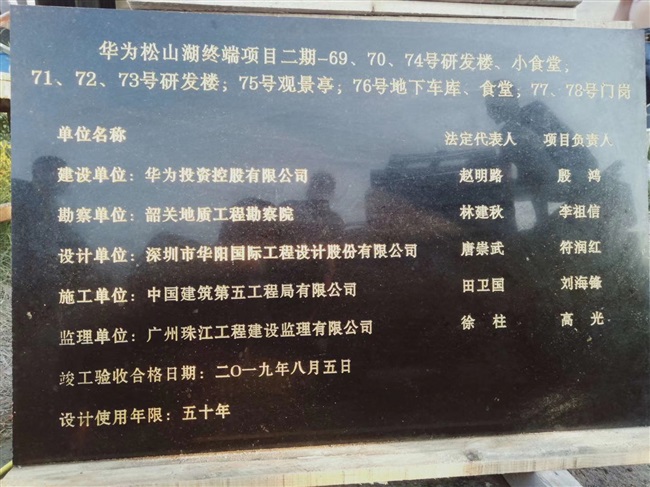 华为松山湖终端项目二期-69、70、74号研发楼、小食堂；
71、72、73号研发楼；75号观景亭；76号地下车库、食堂；77、78号门岗
单位名称 法定代表人 项目负责人
建设单位：华为投资控股有限公司 赵明路 殷 鸿
勘察单位：韶关地质工程勘察院 林建秋 李祖信
设计单位：深圳市华阳国际工程设计股份有限公司 唐崇武 符润红
施工单位：中国建筑第五工程局有限公司 田卫国 刘海锋
监理单位：广州珠江工程建设监理有限公司 徐 柱 高 光
竣工验收合格日期：二〇一九年八月五日
设计使用年限：五十年